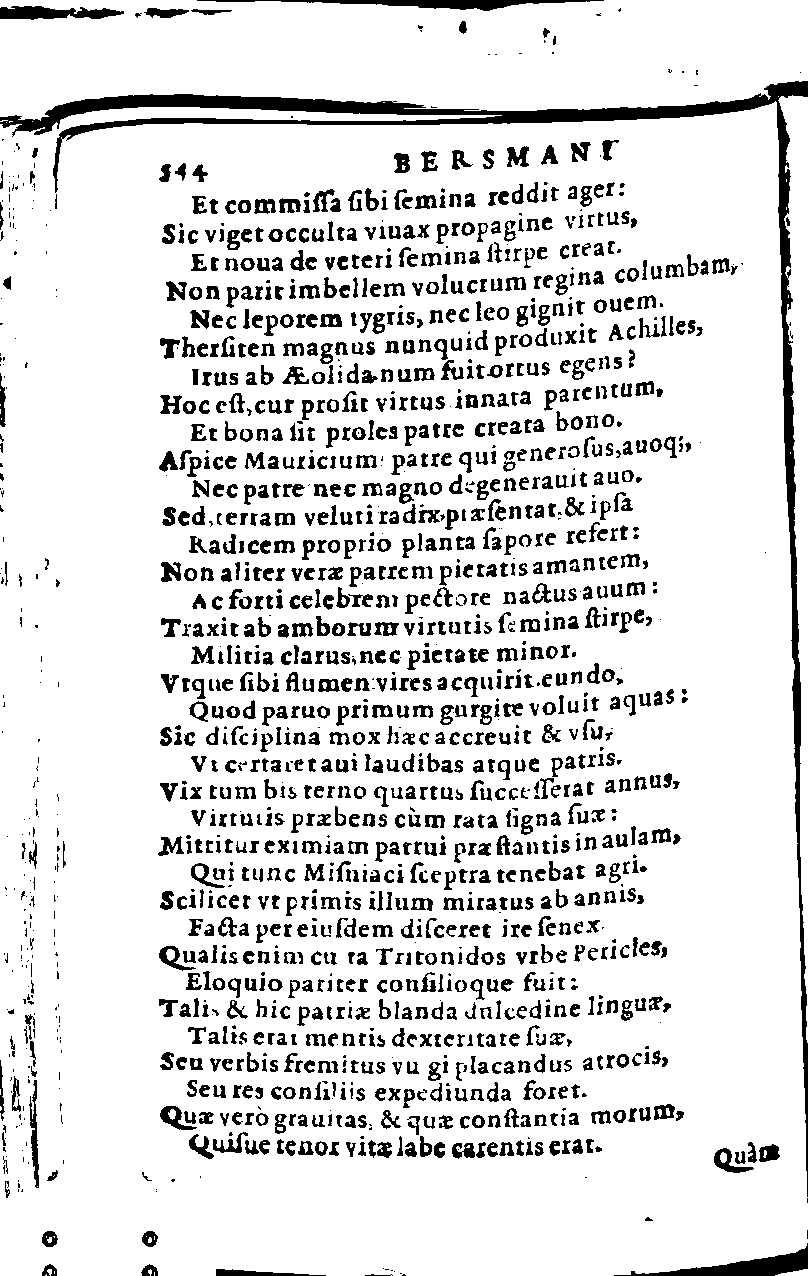 544 BERSMANI
Et commiſſa ſibi ſemina reddit ager:
Sic viget occulta viuax propagine virtus,
Et noua de veteri ſemina ſtirpe creat.
Non parit imbellem volucrum regina columbam,
Nec leporem tygris, nec leo gignit ouem.
Therſiten magnus nunquid produxit Achilles,
Irus ab Æolida num fuit ortus egens?
Hoc eſt, cur proſit virtus innata parentum,
Et bona ſit proles patre creata bono.
Aſpice Mauricium patre qui generoſus, auoq;,
Nec patre nec magno degenerauit auo.
Sed, terram veluti radix præſentat, & ipſa
Radicem proprio planta ſapore refert:
Non aliter veræ patrem pietatis amantem,
Ac forti celebrem pectore nactus auum:
Traxit ab amborum virtutis ſemina ſtirpe,
Militia clarus, nec pietate minor.
Vtque ſibi flumen vires acquirit eundo,
Quod paruo primum gurgite voluit aquas:
Sic diſciplina mox hæc accreuit & vſu,
Vt certaret aui laudibas atque patris.
Vix tum bis terno quartus ſucceſſerat annus,
Virtutis præbens cùm rata ſigna ſuæ:
Mittitur eximiam patrui præſtantis in aulam,
Qui tunc Miſniaci ſceptra tenebat agri.
Scilicet vt primis illum miratus ab annis,
Facta per eiuſdem diſceret ire ſenex
Qualis enim cu ta Tritonidos vrbe Pericles,
Eloquio pariter conſilioque fuit:
Talis & hic patriæ blanda dulcedine linguæ,
Talis erat mentis dexteritate ſuæ,
Seu verbis fremitus vu gi placandus atrocis,
Seu res conſiliis expediunda foret.
Quæ verò grauitas, & quæ conſtantia morum,
Quiſue tenor vitæ labe carentis erat.
Quàm